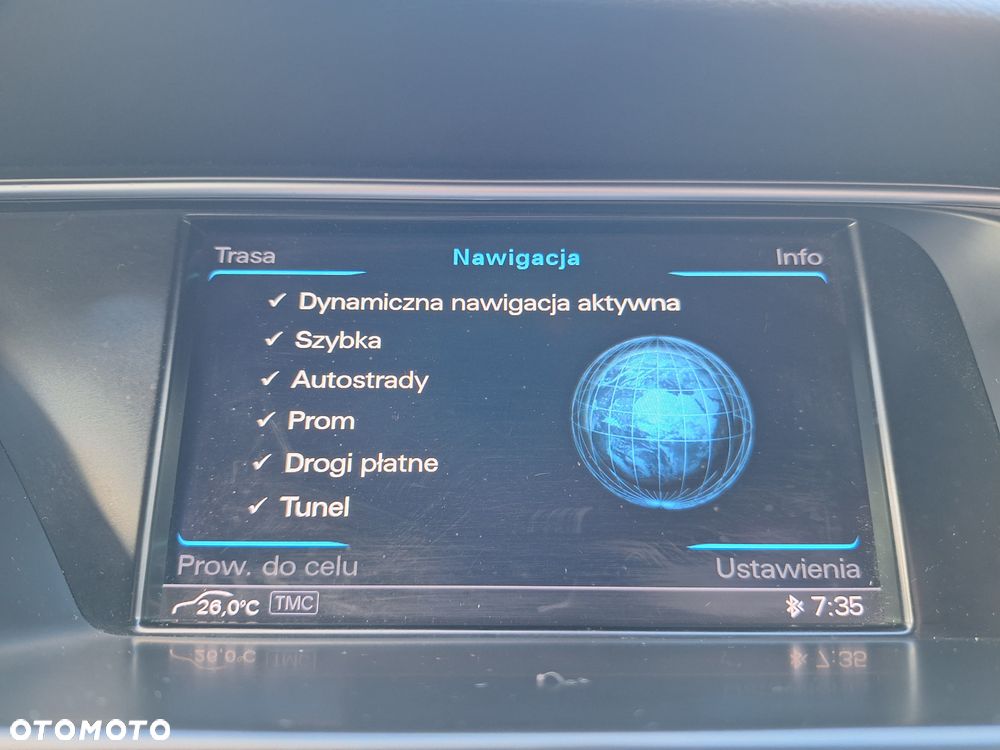 Trasa Nawigacja Info
✓ Dynamiczna nawigacja aktywna
✓ Szybka
✓ Autostrady
✓ Prom
✓ Drogi płatne
✓ Tunel
Prow. do celu Ustawienia
26,0°C TMC 7:35
OTOMOTO